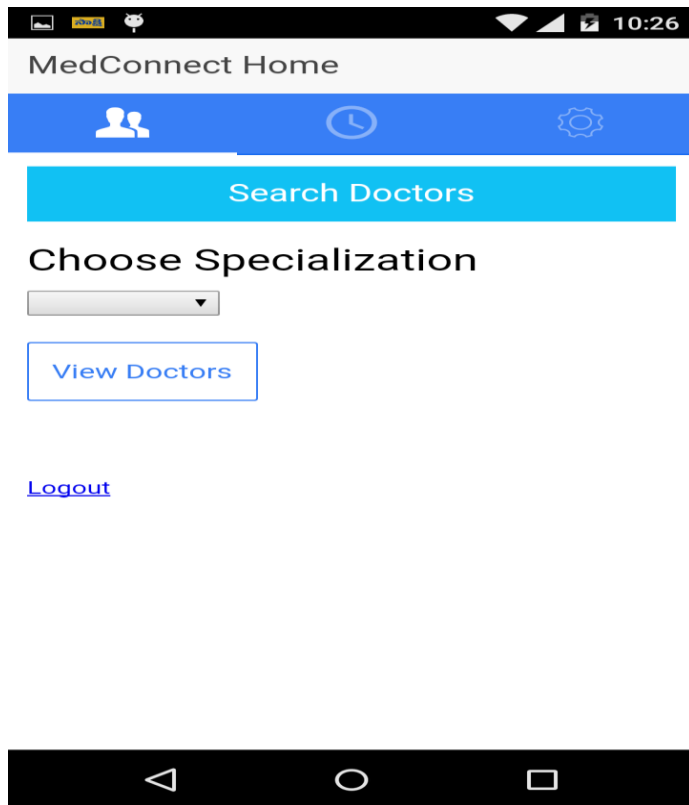 10:26
MedConnect Home
Search Doctors
Choose Specialization
View Doctors
Logout